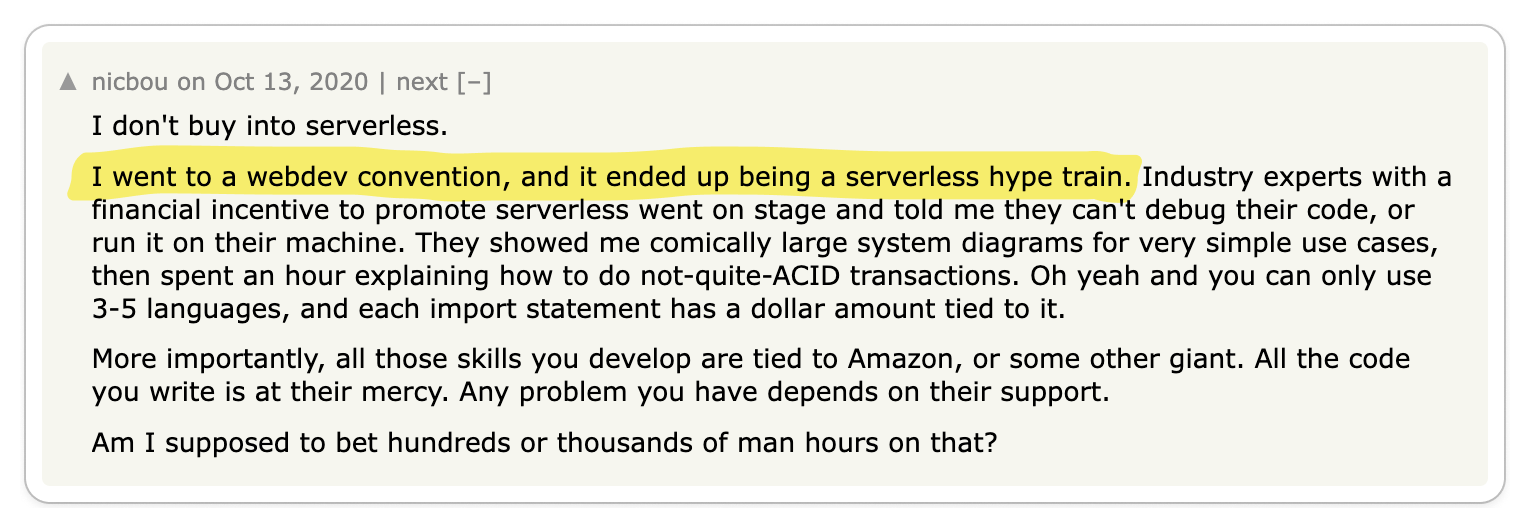 ▲ nicbou on Oct 13, 2020 | next [–]
I don't buy into serverless.
I went to a webdev convention, and it ended up being a serverless hype train. Industry experts with a
financial incentive to promote serverless went on stage and told me they can't debug their code, or
run it on their machine. They showed me comically large system diagrams for very simple use cases,
then spent an hour explaining how to do not-quite-ACID transactions. Oh yeah and you can only use
3-5 languages, and each import statement has a dollar amount tied to it.
More importantly, all those skills you develop are tied to Amazon, or some other giant. All the code
you write is at their mercy. Any problem you have depends on their support.
Am I supposed to bet hundreds or thousands of man hours on that?